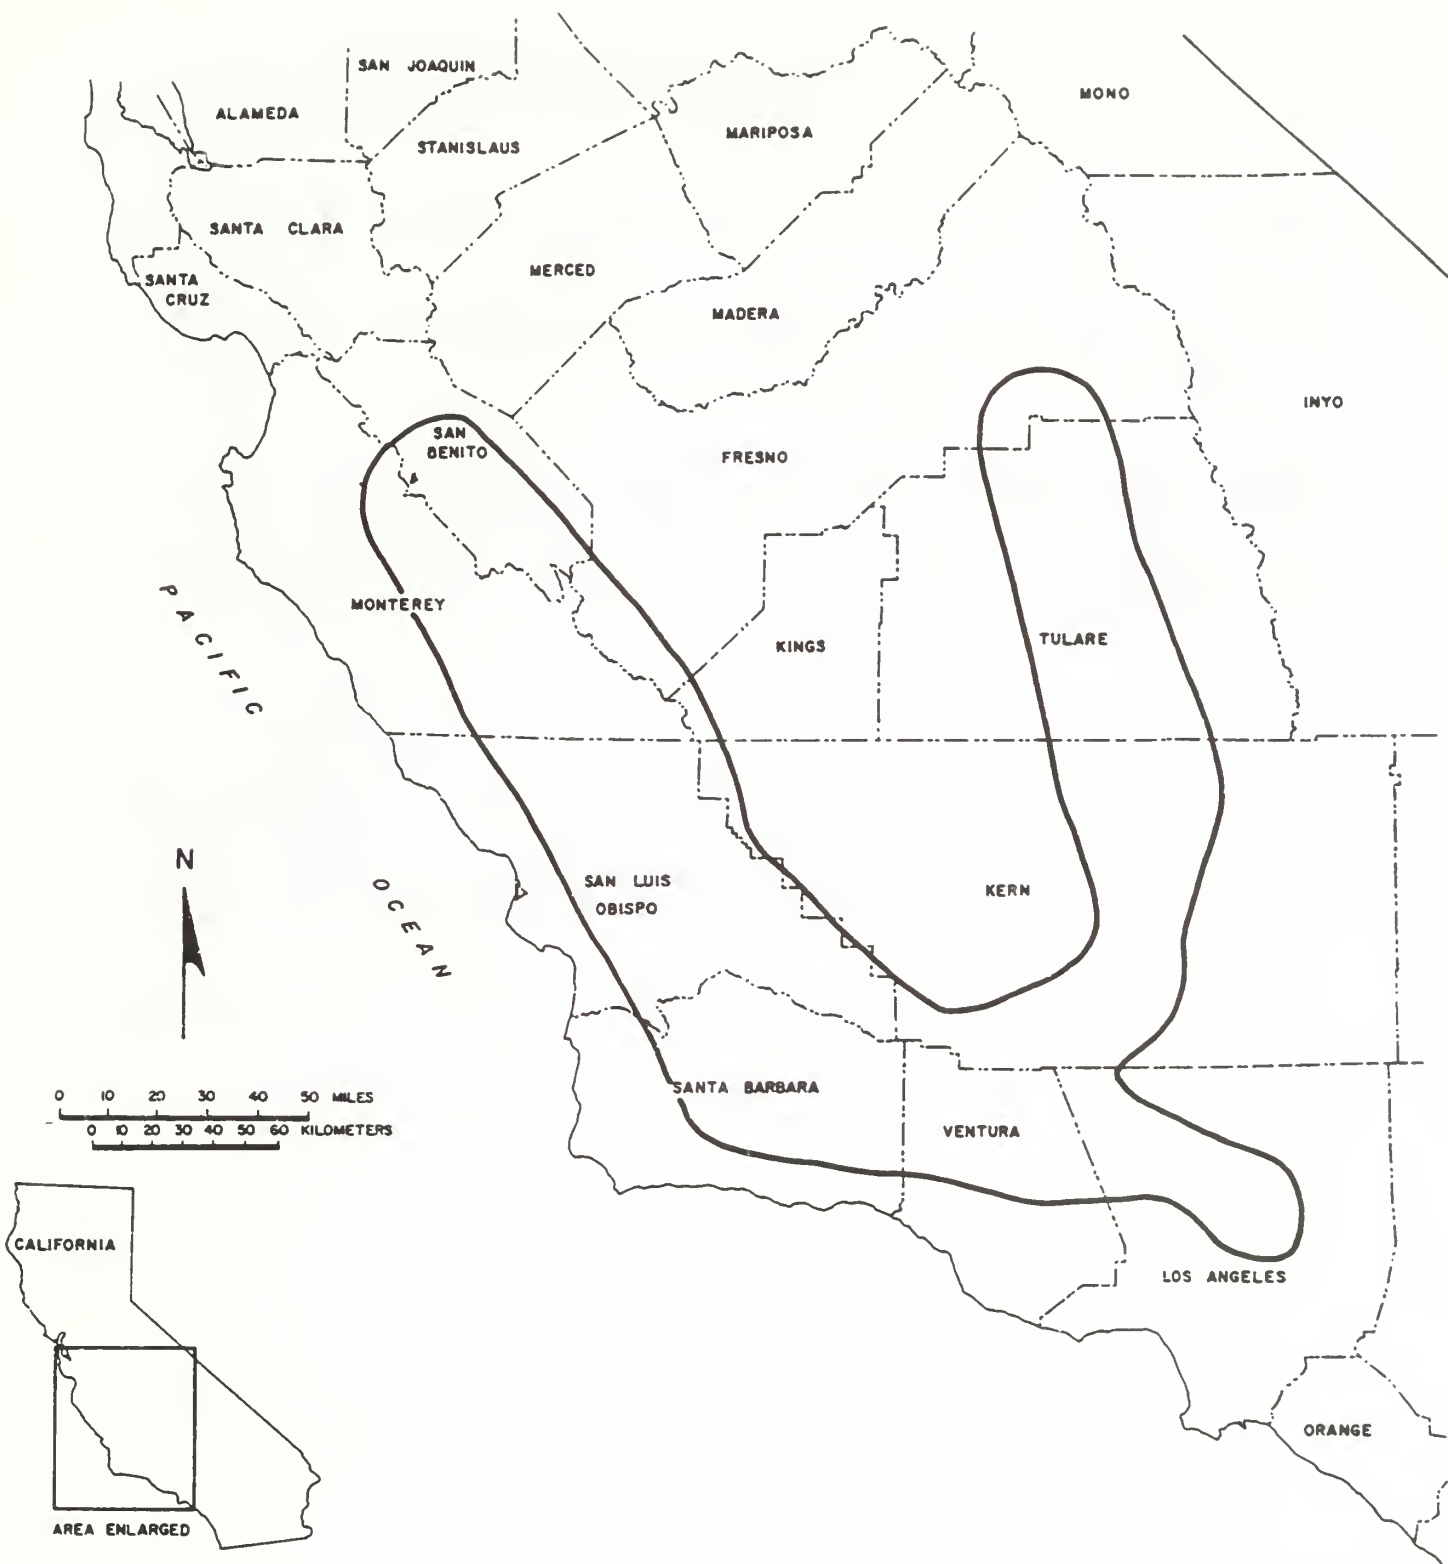 SAN JOAQUIN
ALAMEDA
STANISLAUS
MARIPOSA
MONO
SANTA CLARA
SANTA
CRUZ
MERCED
MADERA
INYO
SAN
BENITO
FRESNO
MONTEREY
KINGS
TULARE
PACIFIC
OCEAN
N
SAN LUIS
OBISPO
KERN
SANTA BARBARA
VENTURA
0 10 20 30 40 50 MILES
0 10 20 30 40 50 60 KILOMETERS
CALIFORNIA
AREA ENLARGED
LOS ANGELES
ORANGE